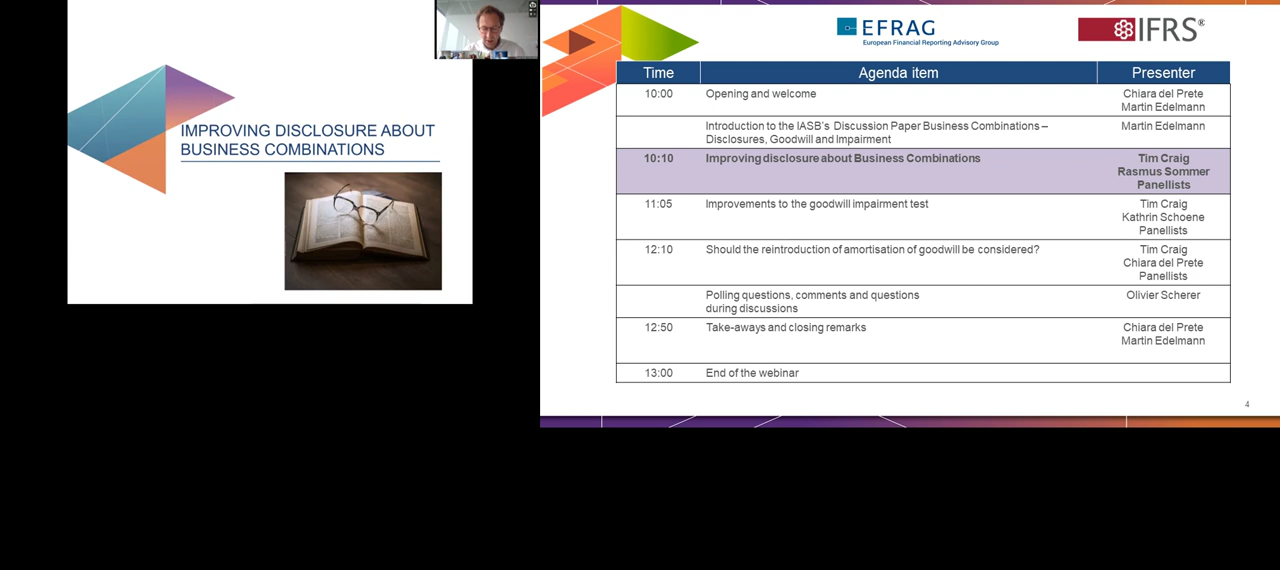 IMPROVING DISCLOSURE ABOUT
BUSINESS COMBINATIONS
EFRAG
European Financial Reporting Advisory Group
IFRS®
Time Agenda item Presenter
10:00 Opening and welcome Chiara del Prete
Martin Edelmann
Introduction to the IASB's Discussion Paper Business Combinations – Martin Edelmann
Disclosures, Goodwill and Impairment
10:10 Improving disclosure about Business Combinations Tim Craig
Rasmus Sommer
Panellists
11:05 Improvements to the goodwill impairment test Tim Craig
Kathrin Schoene
Panellists
12:10 Should the reintroduction of amortisation of goodwill be considered? Tim Craig
Chiara del Prete
Panellists
Polling questions, comments and questions Olivier Scherer
during discussions
12:50 Take-aways and closing remarks Chiara del Prete
Martin Edelmann
13:00 End of the webinar
4